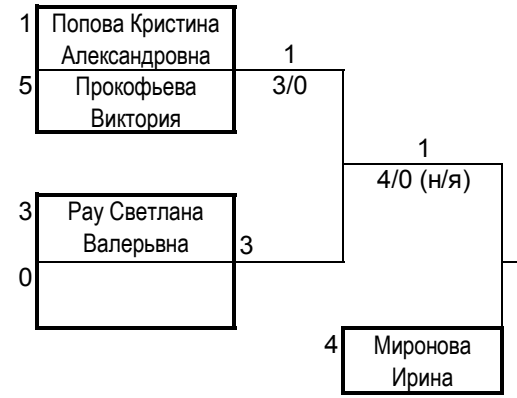 1 Попова Кристина
Александровна
1
5 Прокофьева
Виктория
3/0
1
4/0 (н/я)
3 Рау Светлана
Валерьвна
3
0
4 Миронова
Ирина